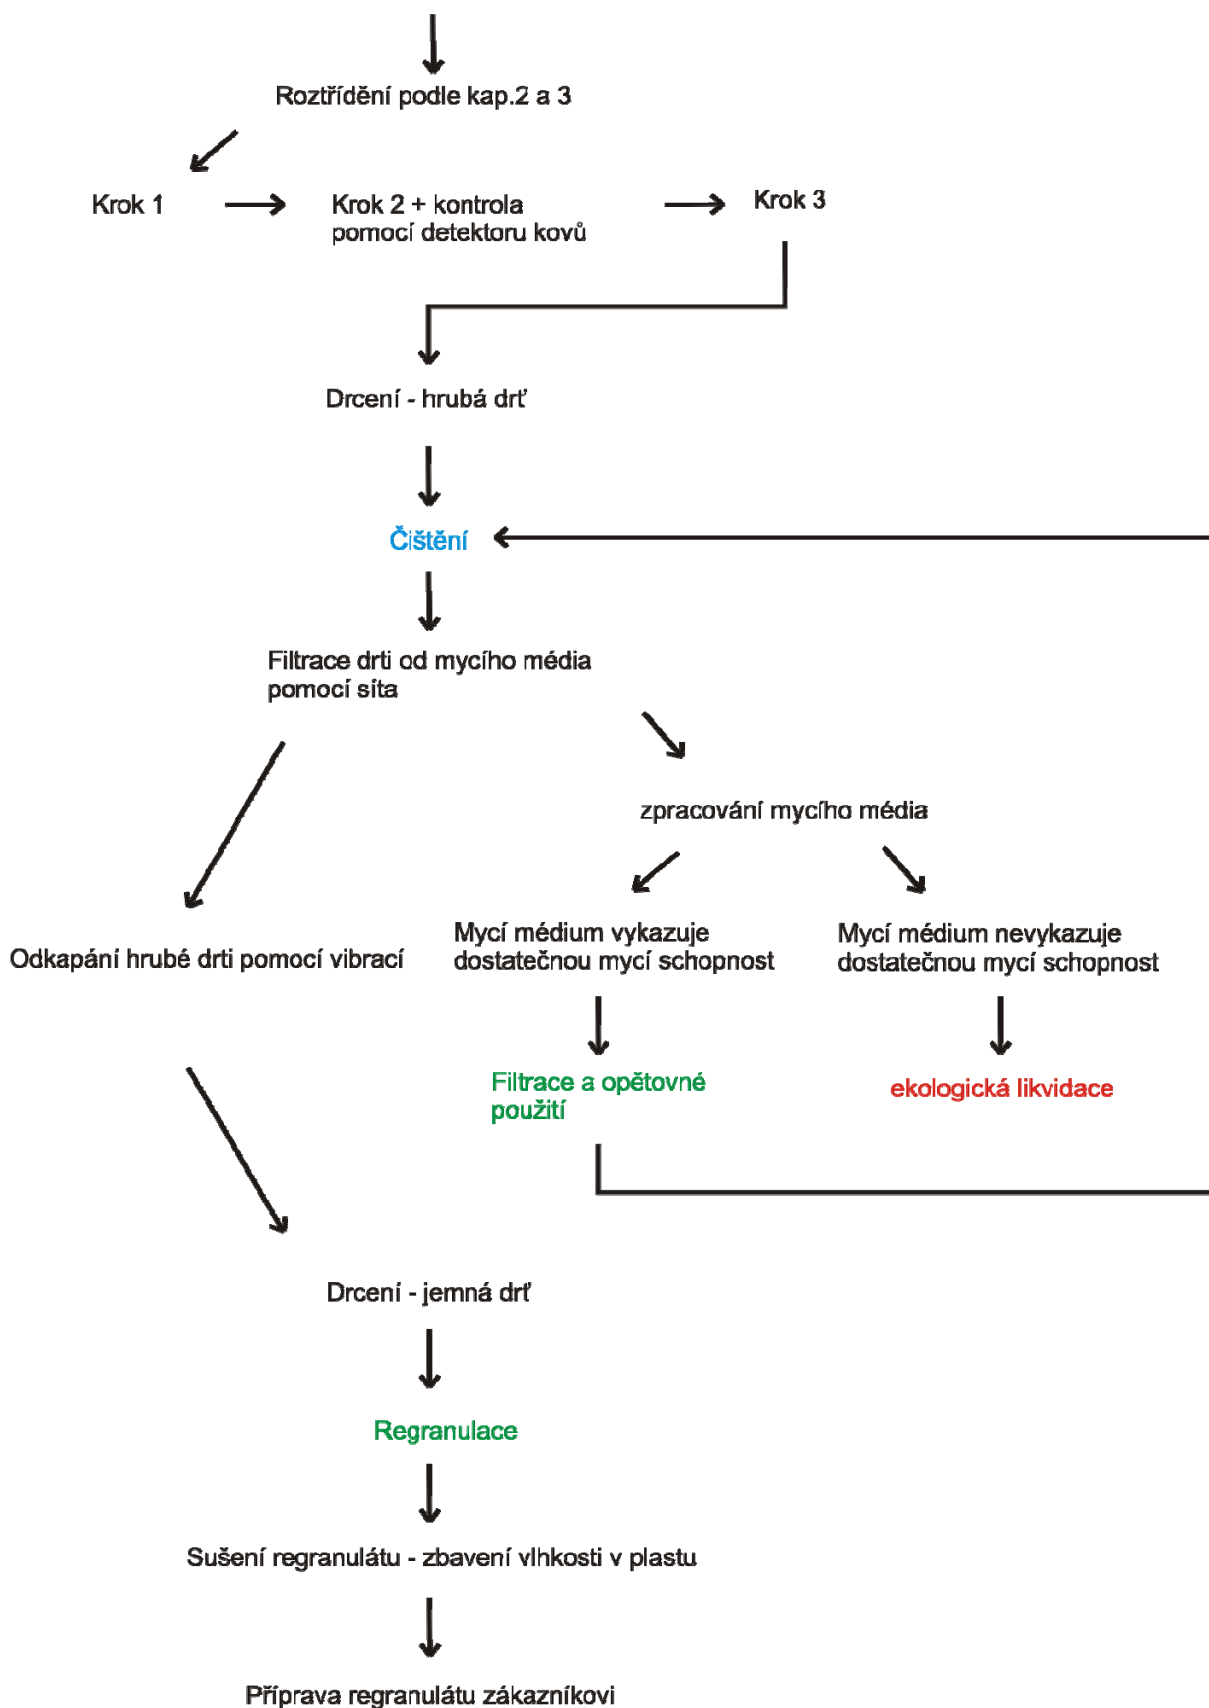 Roztřídění podle kap.2 a 3
Krok 1
Krok 2 + kontrola
pomocí detektoru kovů
Krok 3
Drcení - hrubá drť
Čištění
Filtrace drti od mycího média
pomocí síta
zpracování mycího média
Odkapání hrubé drti pomocí vibrací
Mycí médium vykazuje
dostatečnou mycí schopnost
Mycí médium nevykazuje
dostatečnou mycí schopnost
Filtrace a opětovné
použití
ekologická likvidace
Drcení - jemná drť
Regranulace
Sušení regranulátu - zbavení vlhkosti v plastu
Příprava regranulátu zákazníkovi